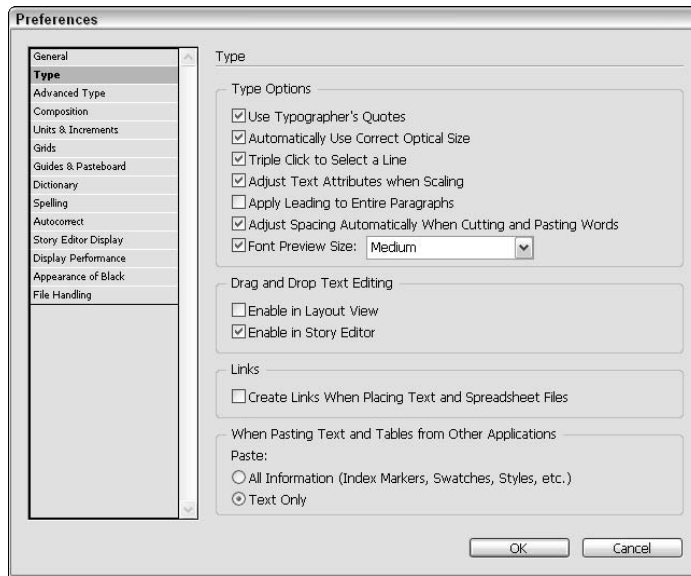 Preferences
General
Type
Advanced Type
Composition
Units & Increments
Grids
Guides & Pasteboard
Dictionary
Spelling
Autocorrect
Story Editor Display
Display Performance
Appearance of Black
File Handling
Type
Type Options
Use Typographer's Quotes
Automatically Use Correct Optical Size
Triple Click to Select a Line
Adjust Text Attributes when Scaling
Apply Leading to Entire Paragraphs
Adjust Spacing Automatically When Cutting and Pasting Words
Font Preview Size: Medium
Drag and Drop Text Editing
Enable in Layout View
Enable in Story Editor
Links
Create Links When Placing Text and Spreadsheet Files
When Pasting Text and Tables from Other Applications
Paste:
All Information (Index Markers, Swatches, Styles, etc.)
Text Only
OK Cancel